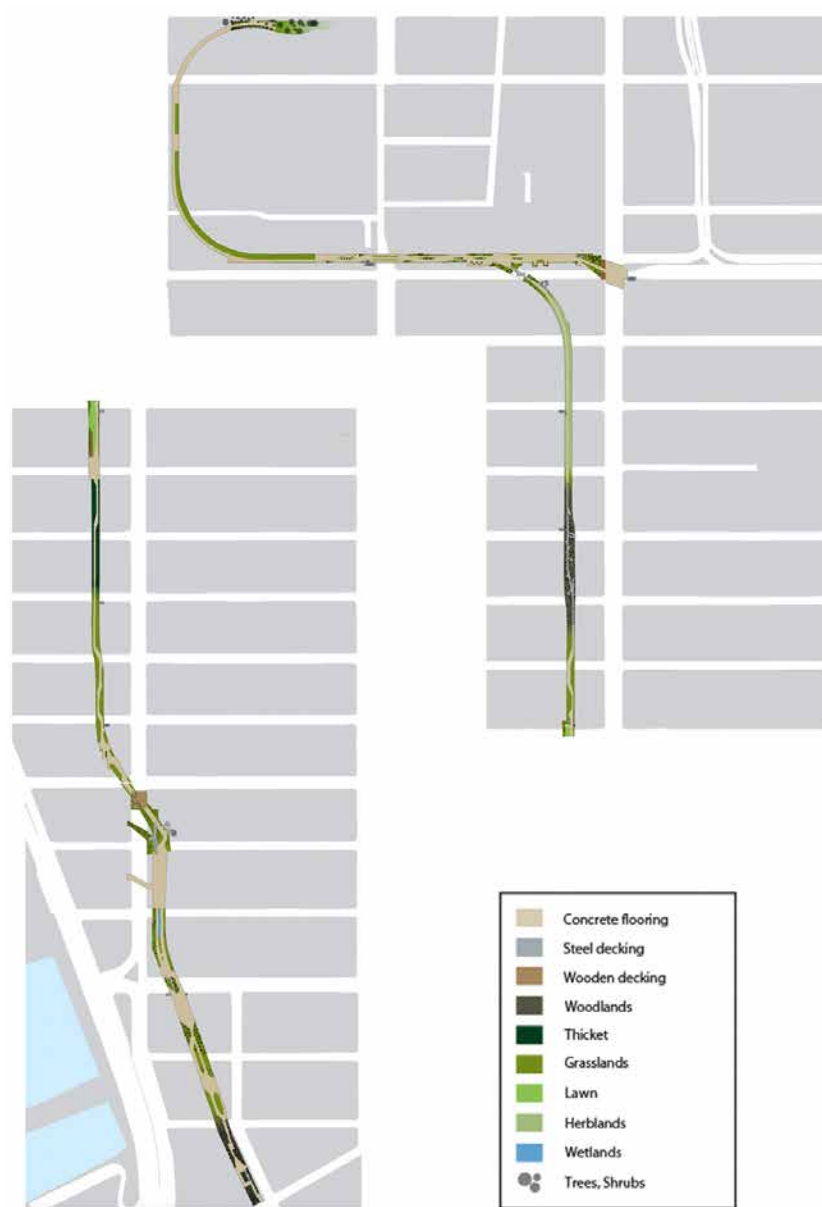 Concrete flooring
Steel decking
Wooden decking
Woodlands
Thicket
Grasslands
Lawn
Herblands
Wetlands
Trees, Shrubs